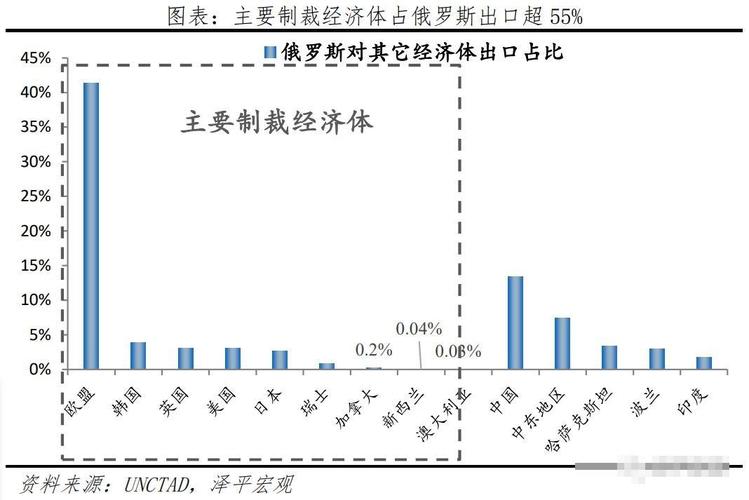 图表：主要制裁经济体占俄罗斯出口超 55%
俄罗斯对其它经济体出口占比
主要制裁经济体
45%
40%
35%
30%
25%
20%
15%
10%
5%
0%
0.2%
0.04%
0.03%
欧盟
韩国
英国
美国
日本
瑞士
加拿大
新西兰
澳大利亚
中国
中东地区
哈萨克斯坦
波兰
印度
资料来源：UNCTAD，泽平宏观